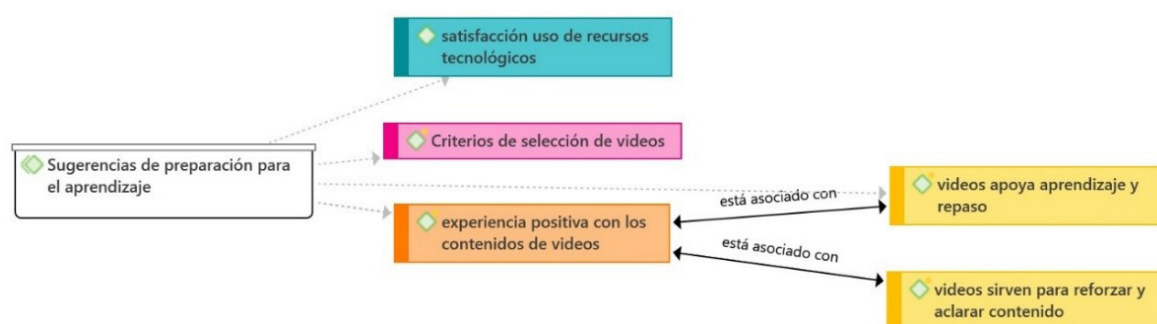 satisfacción uso de recursos
tecnológicos
Criterios de selección de videos
Sugerencias de preparación para
el aprendizaje
videos apoya aprendizaje y
repaso
está asociado con
experiencia positiva con los
contenidos de videos
está asociado con
videos sirven para reforzar y
aclarar contenido